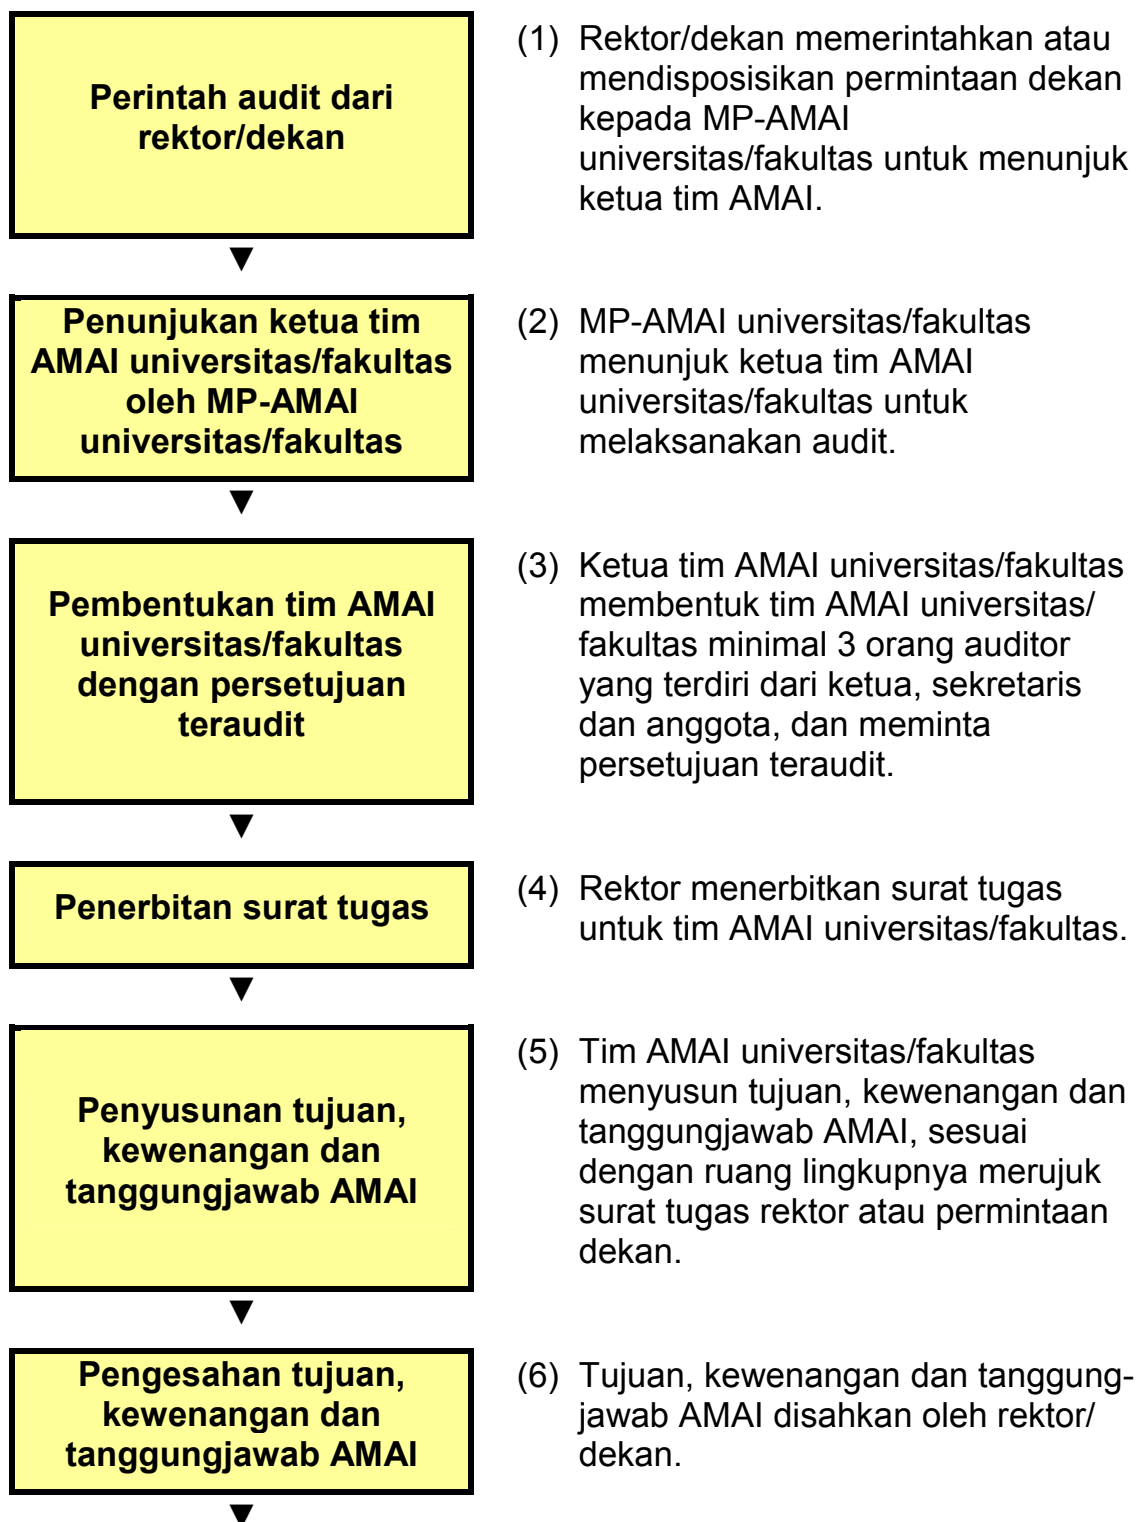 Perintah audit dari
rektor/dekan
(1) Rektor/dekan memerintahkan atau
mendisposisikan permintaan dekan
kepada MP-AMAI
universitas/fakultas untuk menunjuk
ketua tim AMAI.
▼
Penunjukan ketua tim
AMAI universitas/fakultas
oleh MP-AMAI
universitas/fakultas
(2) MP-AMAI universitas/fakultas
menunjuk ketua tim AMAI
universitas/fakultas untuk
melaksanakan audit.
▼
Pembentukan tim AMAI
universitas/fakultas
dengan persetujuan
teraudit
(3) Ketua tim AMAI universitas/fakultas
membentuk tim AMAI universitas/
fakultas minimal 3 orang auditor
yang terdiri dari ketua, sekretaris
dan anggota, dan meminta
persetujuan teraudit.
▼
Penerbitan surat tugas
(4) Rektor menerbitkan surat tugas
untuk tim AMAI universitas/fakultas.
▼
Penyusunan tujuan,
kewenangan dan
tanggungjawab AMAI
(5) Tim AMAI universitas/fakultas
menyusun tujuan, kewenangan dan
tanggungjawab AMAI, sesuai
dengan ruang lingkupnya merujuk
surat tugas rektor atau permintaan
dekan.
▼
Pengesahan tujuan,
kewenangan dan
tanggungjawab AMAI
(6) Tujuan, kewenangan dan tanggung-
jawab AMAI disahkan oleh rektor/
dekan.
▼